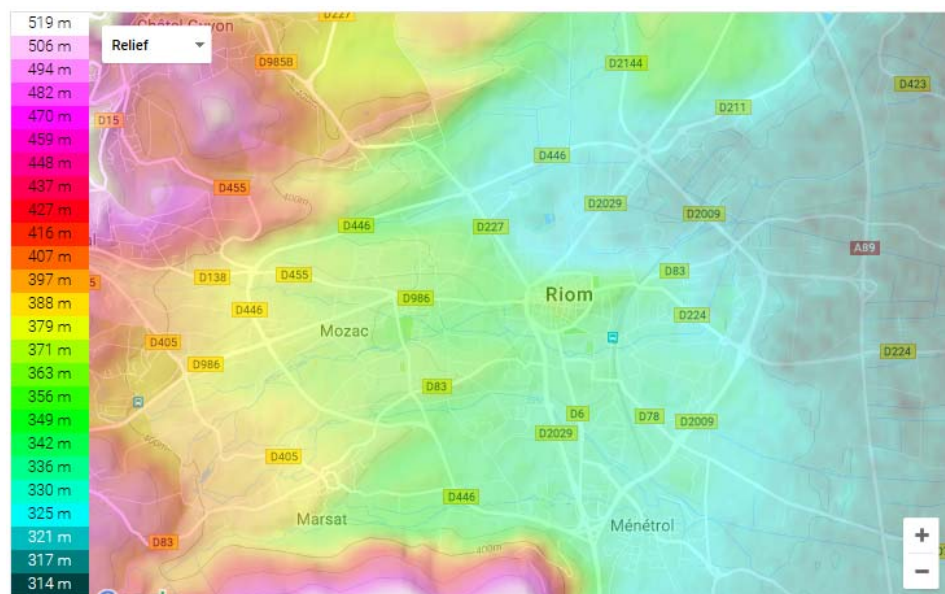 519 m
506 m
494 m
482 m
470 m
459 m
448 m
437 m
427 m
416 m
407 m
397 m
388 m
379 m
371 m
363 m
356 m
349 m
342 m
336 m
330 m
325 m
321 m
317 m
314 m
Relief
Châtel Guyon
D227
D985B
D2144
D423
D15
D211
D446
D455
D2029
D2009
D446
D227
A89
D138
D455
D83
D986
Riom
D446
D224
Mozac
D405
D986
D224
D83
D6
D78
D2009
D2029
D405
D446
Marsat
Ménétrol
D83
400m
400m
400m
+
−